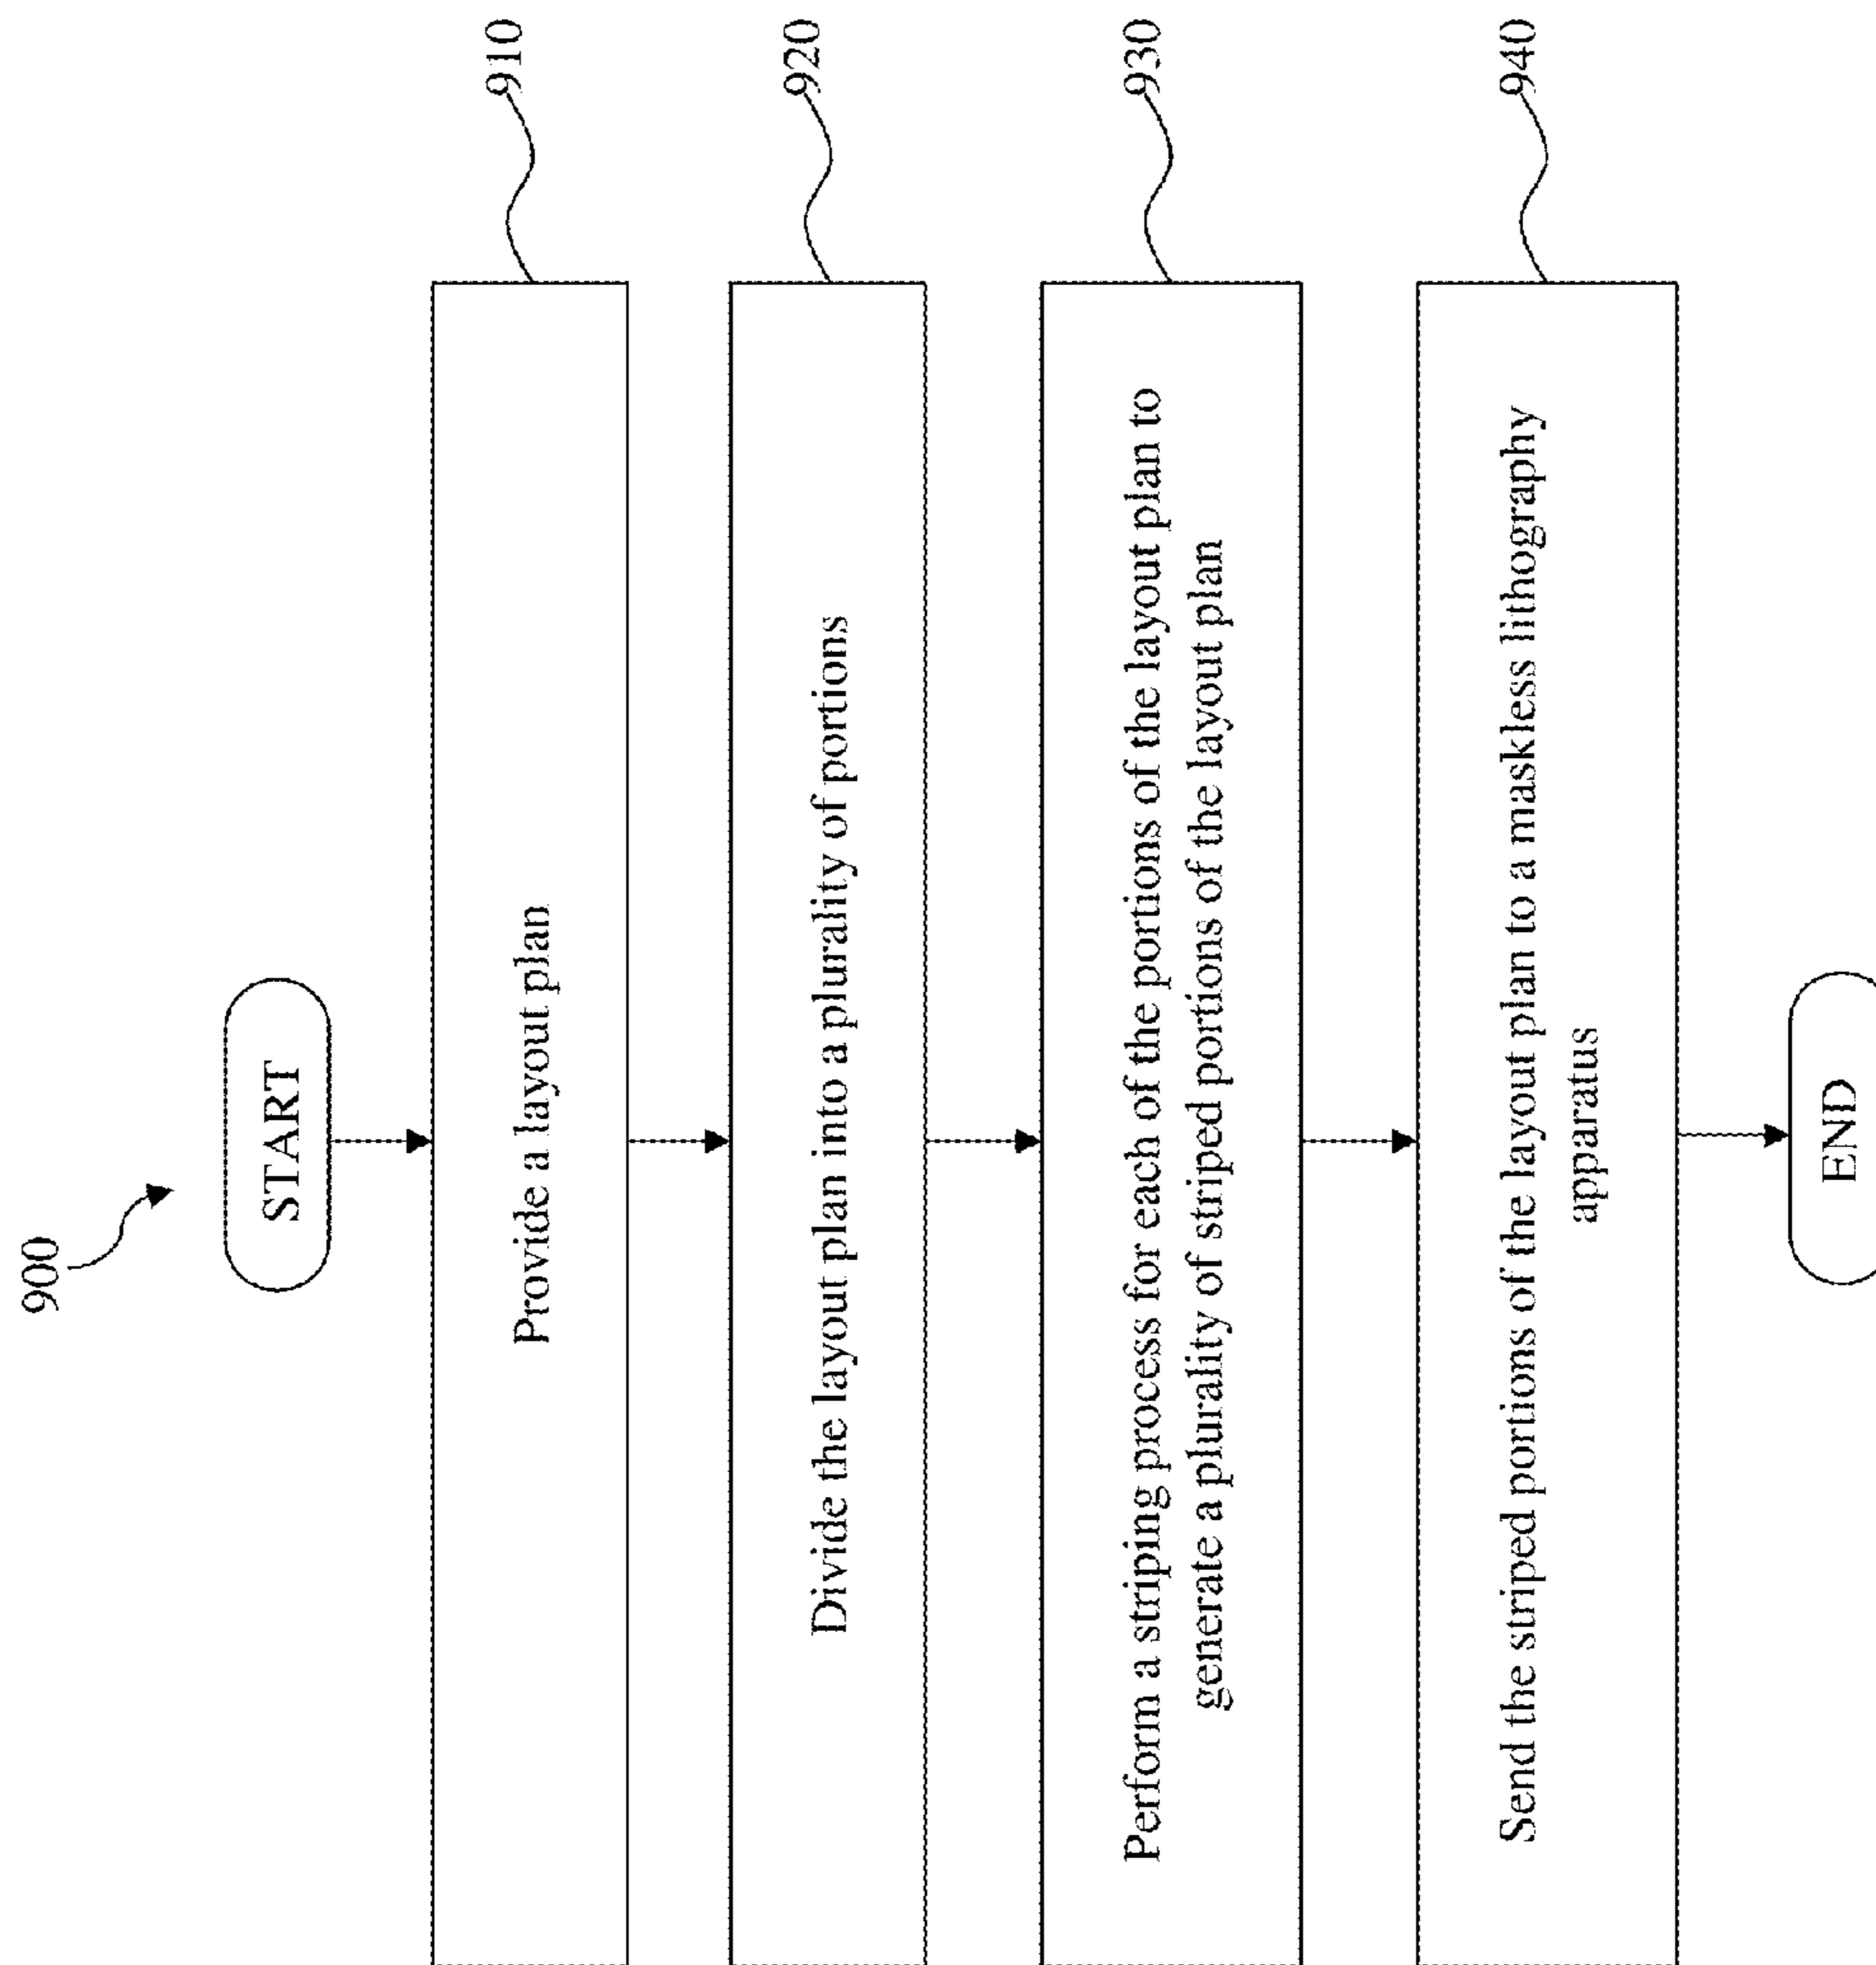 900
START
Provide a layout plan
910
Divide the layout plan into a plurality of portions
920
Perform a striping process for each of the portions of the layout plan to
generate a plurality of striped portions of the layout plan
930
Send the striped portions of the layout plan to a maskless lithography
apparatus
940
END